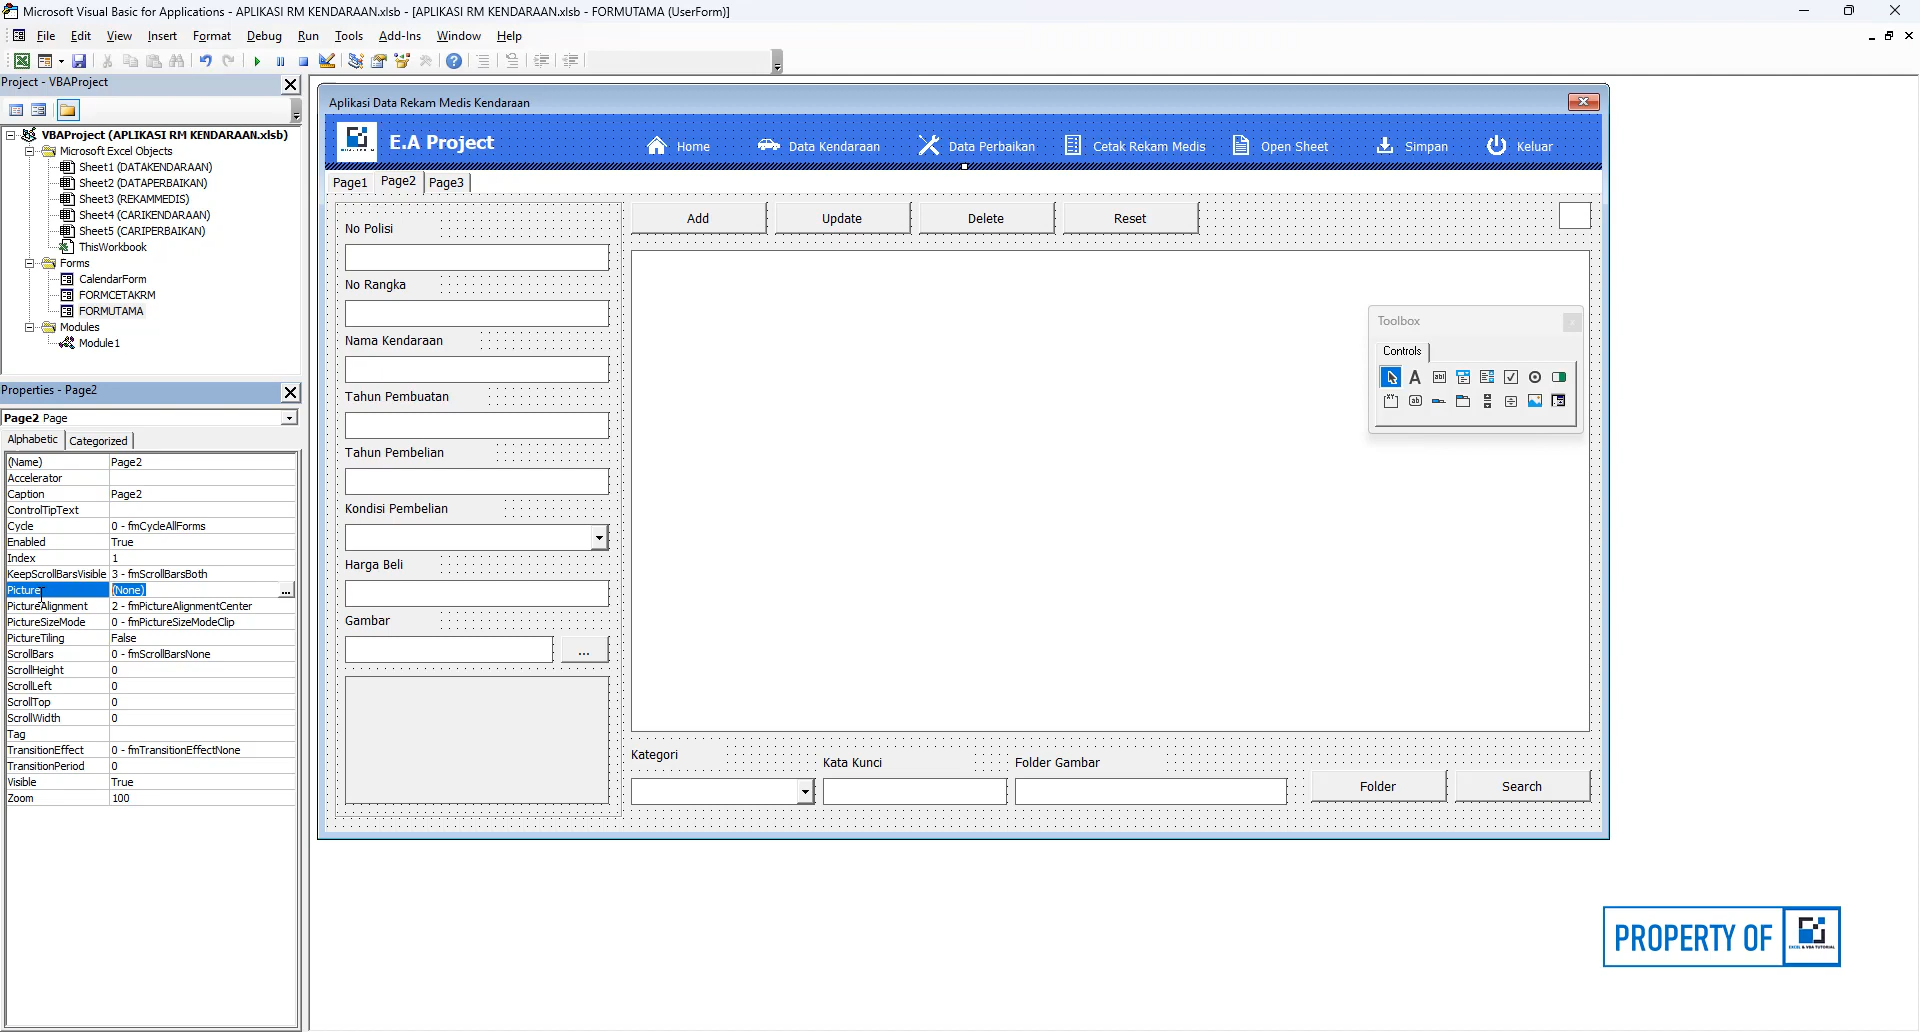 Microsoft Visual Basic for Applications - APLIKASI RM KENDARAAN.xlsb - [APLIKASI RM KENDARAAN.xlsb - FORMUTAMA (UserForm)]
File Edit View Insert Format Debug Run Tools Add-Ins Window Help
Project - VBAProject
VBAProject (APLIKASI RM KENDARAAN.xlsb)
Microsoft Excel Objects
Sheet1 (DATAKENDARAAN)
Sheet2 (DATAPERBAIKAN)
Sheet3 (REKAMMEDIS)
Sheet4 (CARIKENDARAAN)
Sheet5 (CARIPERBAIKAN)
ThisWorkbook
Forms
CalendarForm
FORMCETAKRM
FORMUTAMA
Modules
Module1
Properties - Page2
Page2 Page
Alphabetic Categorized
(Name) Page2
Accelerator
Caption Page2
ControlTipText
Cycle 0 - fmCycleAllForms
Enabled True
Index 1
KeepScrollBarsVisible 3 - fmScrollBarsBoth
Picture (None) ...
PictureAlignment 2 - fmPictureAlignmentCenter
PictureSizeMode 0 - fmPictureSizeModeClip
PictureTiling False
ScrollBars 0 - fmScrollBarsNone
ScrollHeight 0
ScrollLeft 0
ScrollTop 0
ScrollWidth 0
Tag
TransitionEffect 0 - fmTransitionEffectNone
TransitionPeriod 0
Visible True
Zoom 100
Aplikasi Data Rekam Medis Kendaraan
E.A Project
Home Data Kendaraan Data Perbaikan Cetak Rekam Medis Open Sheet Simpan Keluar
Page1 Page2 Page3
No Polisi
No Rangka
Nama Kendaraan
Tahun Pembuatan
Tahun Pembelian
Kondisi Pembelian
Harga Beli
Gambar
...
Add Update Delete Reset
Toolbox
Controls
Kategori
Kata Kunci
Folder Gambar
Folder Search
PROPERTY OF
EXCEL & VBA TUTORIAL